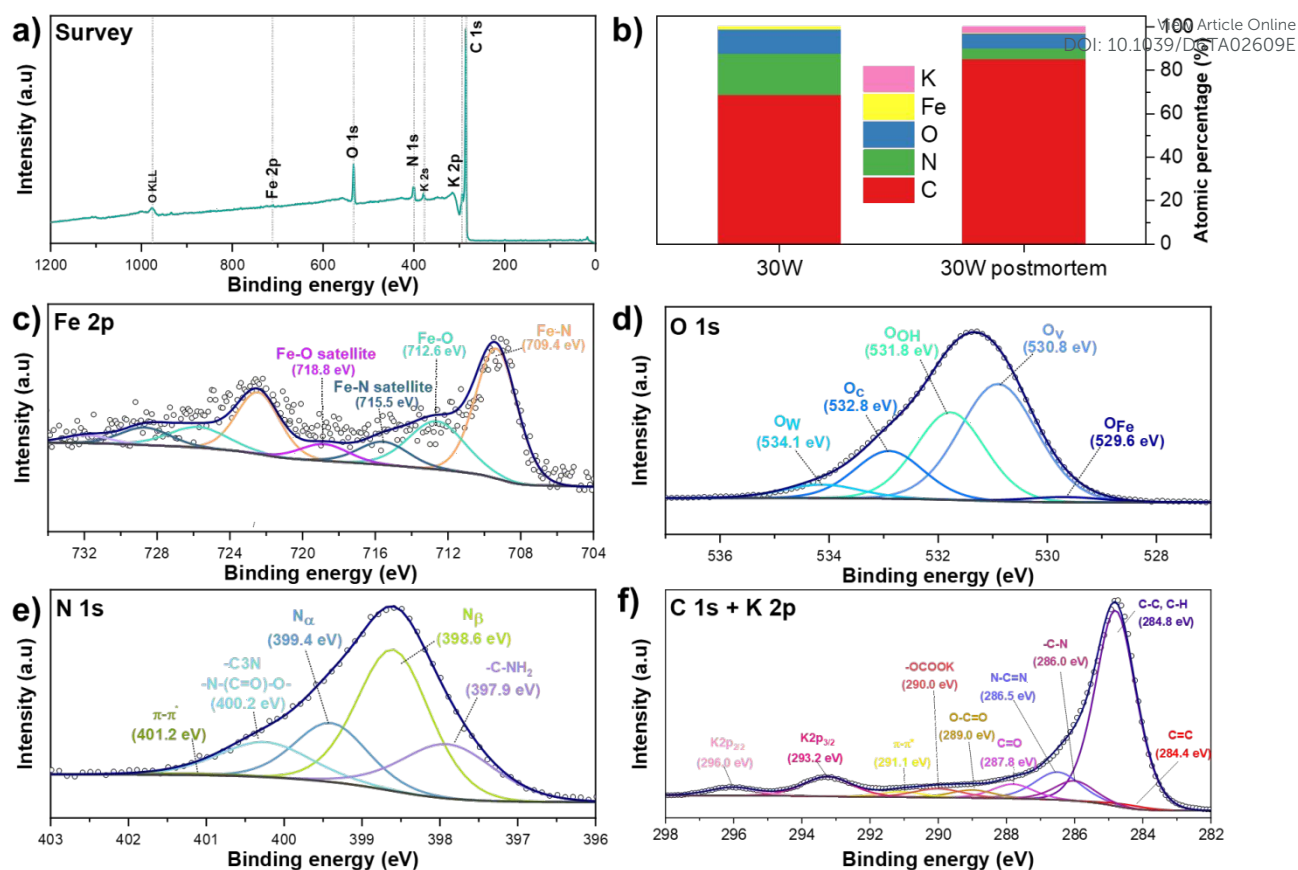 a) Survey
Intensity (a.u)
O KLL
Fe 2p
O 1s
N 1s
K 2s
K 2p
C 1s
1200 1000 800 600 400 200 0
Binding energy (eV)
b)
View Article Online
DOI: 10.1039/D6TA02609E
K
Fe
O
N
C
100
80
60
40
20
0
Atomic percentage (%)
30W
30W postmortem
c) Fe 2p
Intensity (a.u)
Fe-O satellite
(718.8 eV)
Fe-N satellite
(715.5 eV)
Fe-O
(712.6 eV)
Fe-N
(709.4 eV)
732 728 724 720 716 712 708 704
Binding energy (eV)
d) O 1s
Intensity (a.u)
OW
(534.1 eV)
OC
(532.8 eV)
OOH
(531.8 eV)
OV
(530.8 eV)
OFe
(529.6 eV)
536 534 532 530 528
Binding energy (eV)
e) N 1s
Intensity (a.u)
π-π*
(401.2 eV)
-C3N
-N-(C=O)-O-
(400.2 eV)
Nα
(399.4 eV)
Nβ
(398.6 eV)
-C-NH2
(397.9 eV)
403 402 401 400 399 398 397 396
Binding energy (eV)
f) C 1s + K 2p
Intensity (a.u)
K2p2/2
(296.0 eV)
K2p3/2
(293.2 eV)
π-π*
(291.1 eV)
-OCOOK
(290.0 eV)
O-C=O
(289.0 eV)
C=O
(287.8 eV)
N-C=N
(286.5 eV)
-C-N
(286.0 eV)
C-C, C-H
(284.8 eV)
C=C
(284.4 eV)
298 296 294 292 290 288 286 284 282
Binding energy (eV)